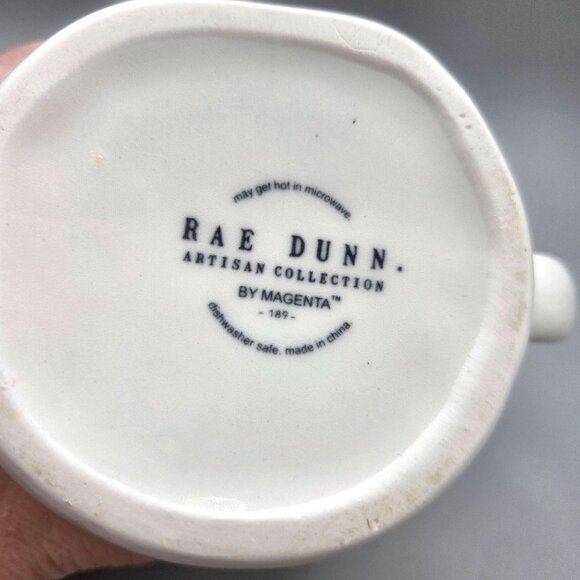 may get hot in microwave.
RAE DUNN.
ARTISAN COLLECTION
BY MAGENTA™
- 189 -
dishwasher safe. made in china.